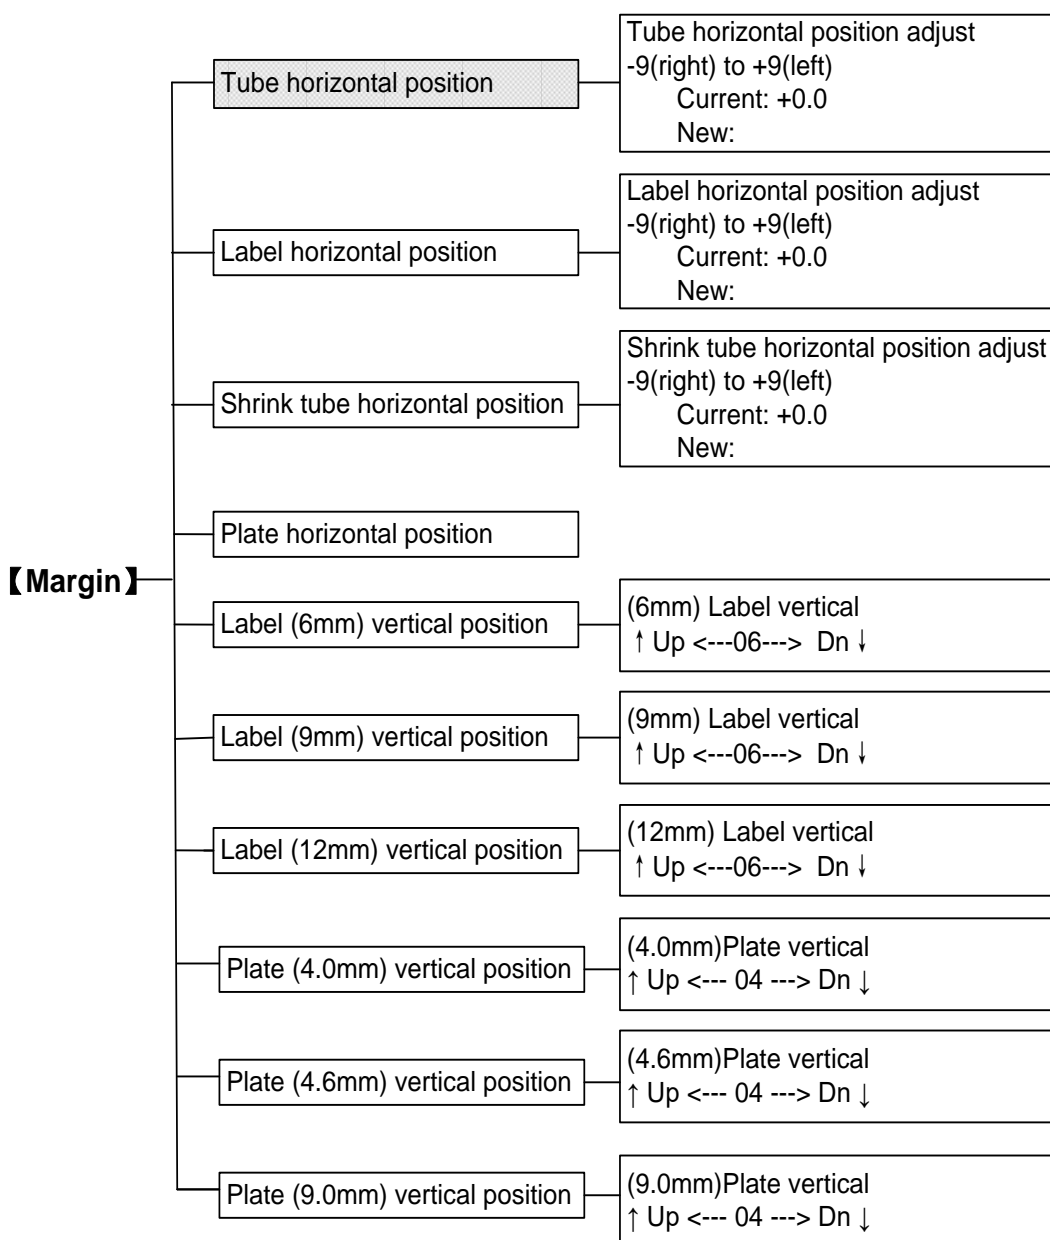 Tube horizontal position
Tube horizontal position adjust
-9(right) to +9(left)
Current: +0.0
New:
Label horizontal position
Label horizontal position adjust
-9(right) to +9(left)
Current: +0.0
New:
Shrink tube horizontal position
Shrink tube horizontal position adjust
-9(right) to +9(left)
Current: +0.0
New:
Plate horizontal position
【Margin】
Label (6mm) vertical position
(6mm) Label vertical
↑ Up <---06---> Dn ↓
Label (9mm) vertical position
(9mm) Label vertical
↑ Up <---06---> Dn ↓
Label (12mm) vertical position
(12mm) Label vertical
↑ Up <---06---> Dn ↓
Plate (4.0mm) vertical position
(4.0mm)Plate vertical
↑ Up <--- 04 ---> Dn ↓
Plate (4.6mm) vertical position
(4.6mm)Plate vertical
↑ Up <--- 04 ---> Dn ↓
Plate (9.0mm) vertical position
(9.0mm)Plate vertical
↑ Up <--- 04 ---> Dn ↓